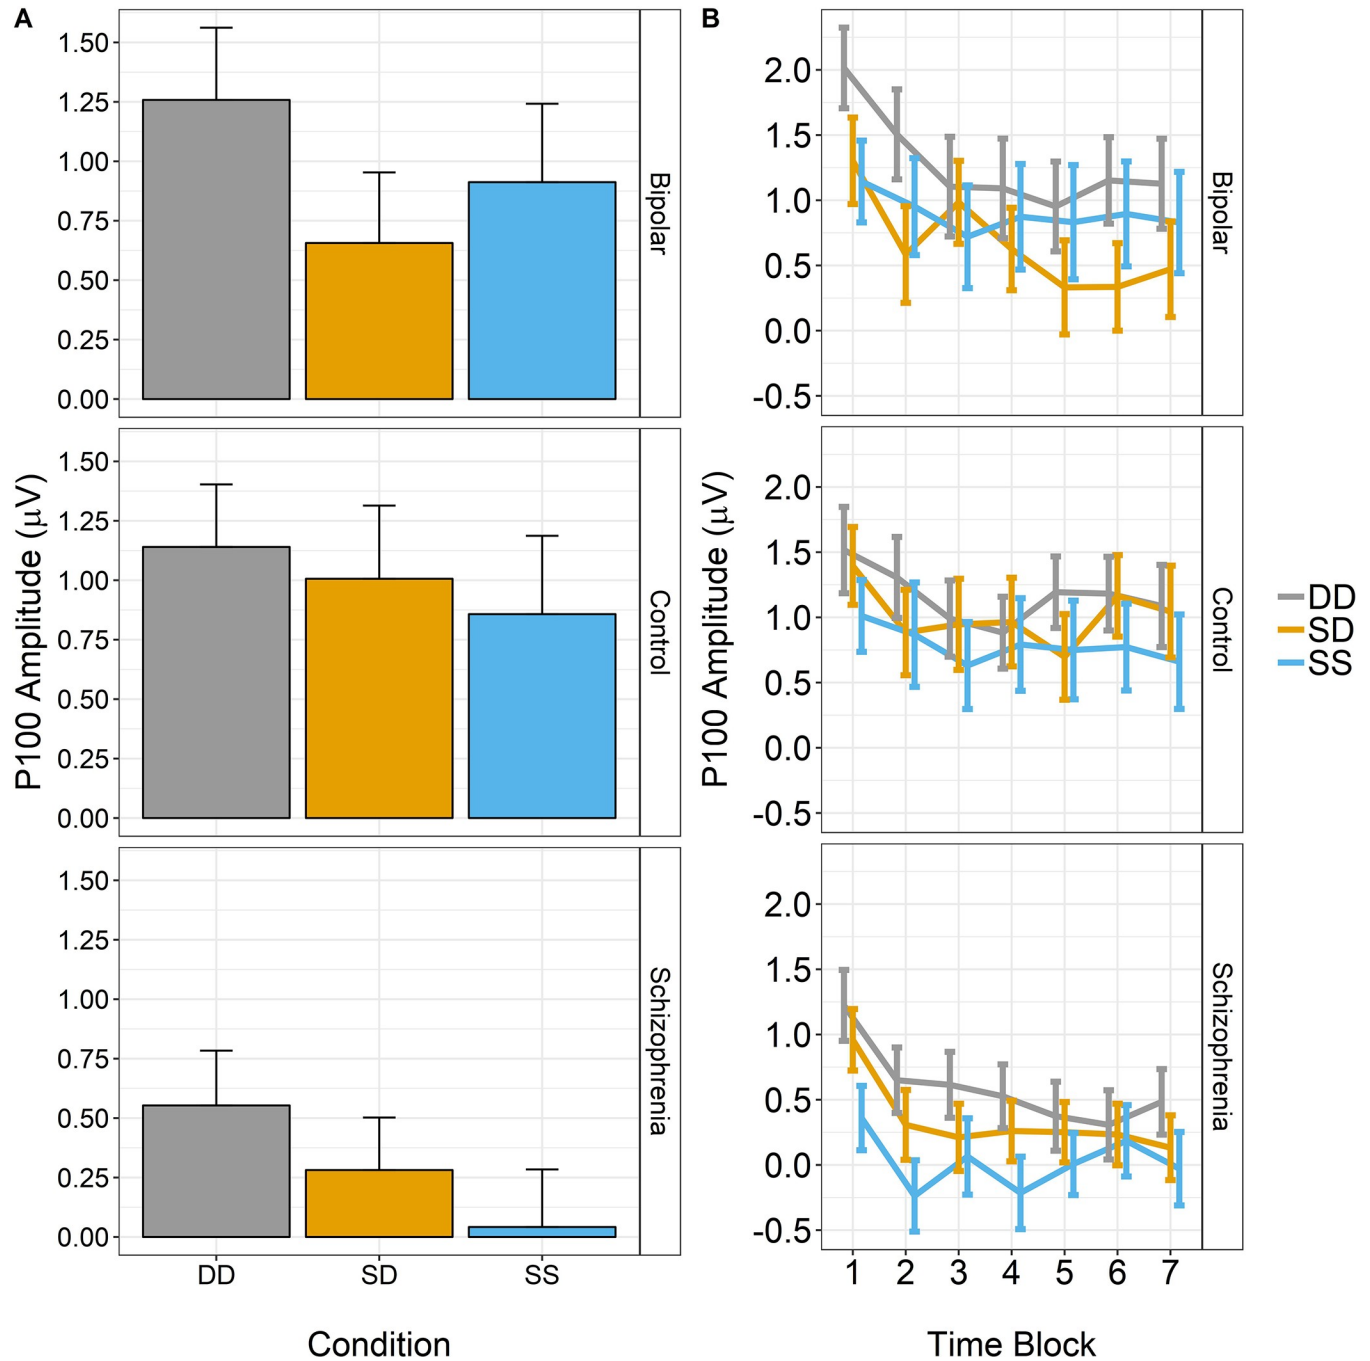 A
P100 Amplitude (μV)
1.50
1.25
1.00
0.75
0.50
0.25
0.00
Bipolar
1.50
1.25
1.00
0.75
0.50
0.25
0.00
Control
1.50
1.25
1.00
0.75
0.50
0.25
0.00
Schizophrenia
DD SD SS
Condition
B
P100 Amplitude (μV)
2.0
1.5
1.0
0.5
0.0
-0.5
Bipolar
2.0
1.5
1.0
0.5
0.0
-0.5
Control
2.0
1.5
1.0
0.5
0.0
-0.5
Schizophrenia
1 2 3 4 5 6 7
Time Block
DD
SD
SS